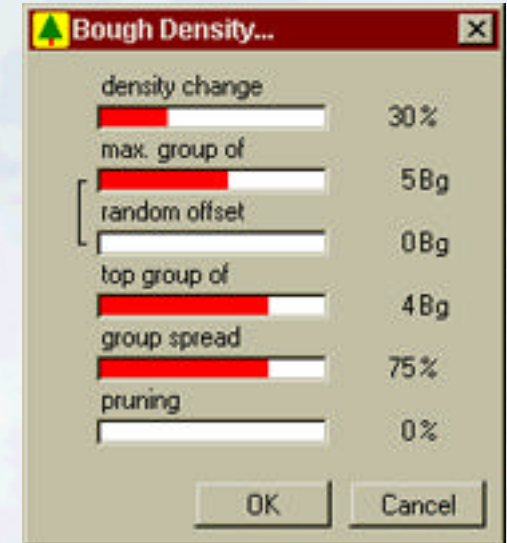 Bough Density...
density change
30%
max. group of
5Bg
random offset
0Bg
top group of
4Bg
group spread
75%
pruning
0%
OK Cancel